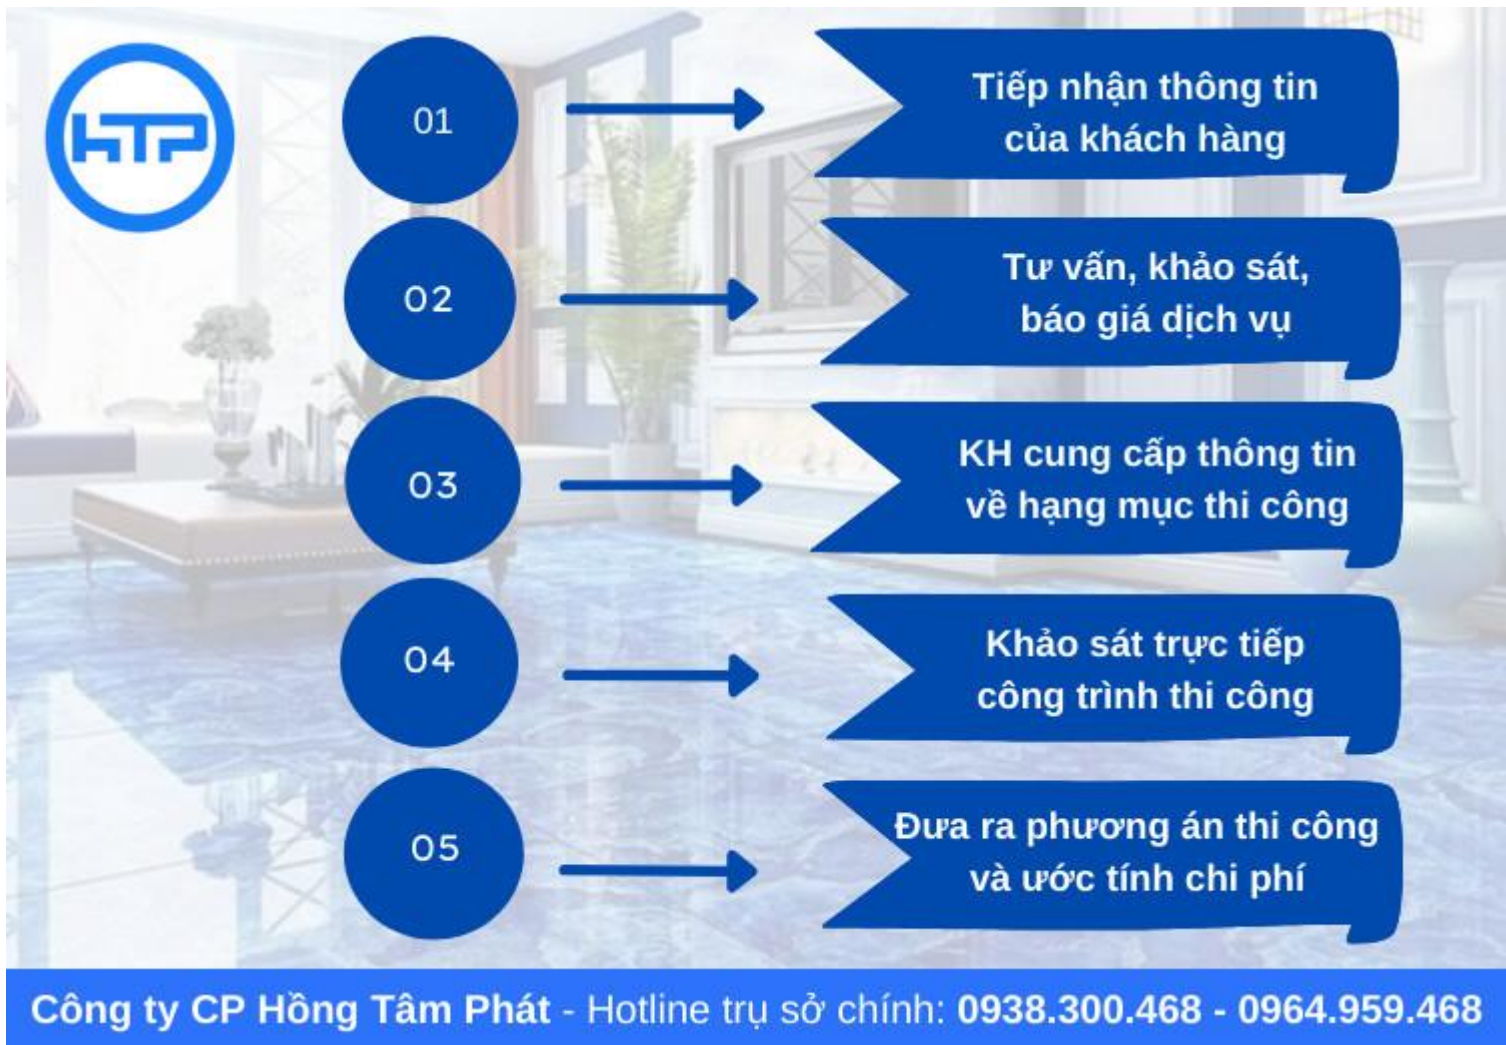 HTP
01
Tiếp nhận thông tin
của khách hàng
02
Tư vấn, khảo sát,
báo giá dịch vụ
03
KH cung cấp thông tin
về hạng mục thi công
04
Khảo sát trực tiếp
công trình thi công
05
Đưa ra phương án thi công
và ước tính chi phí
Công ty CP Hồng Tâm Phát - Hotline trụ sở chính: 0938.300.468 - 0964.959.468